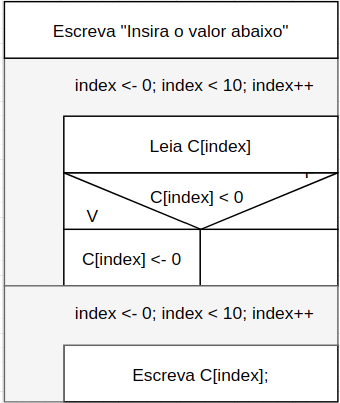 Escreva "Insira o valor abaixo"
index <- 0; index < 10; index++
Leia C[index]
C[index] < 0
V
C[index] <- 0
index <- 0; index < 10; index++
Escreva C[index];